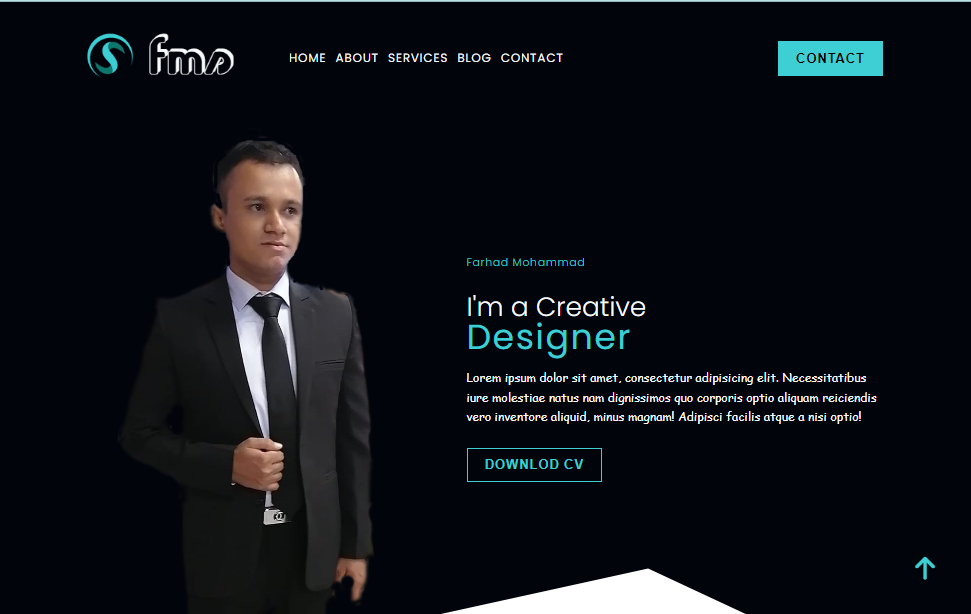 fms
HOME ABOUT SERVICES BLOG CONTACT
CONTACT
Farhad Mohammad
I'm a Creative
Designer
Lorem ipsum dolor sit amet, consectetur adipisicing elit. Necessitatibus
iure molestiae natus nam dignissimos quo corporis optio aliquam reiciendis
vero inventore aliquid, minus magnam! Adipisci facilis atque a nisi optio!
DOWNLOD CV